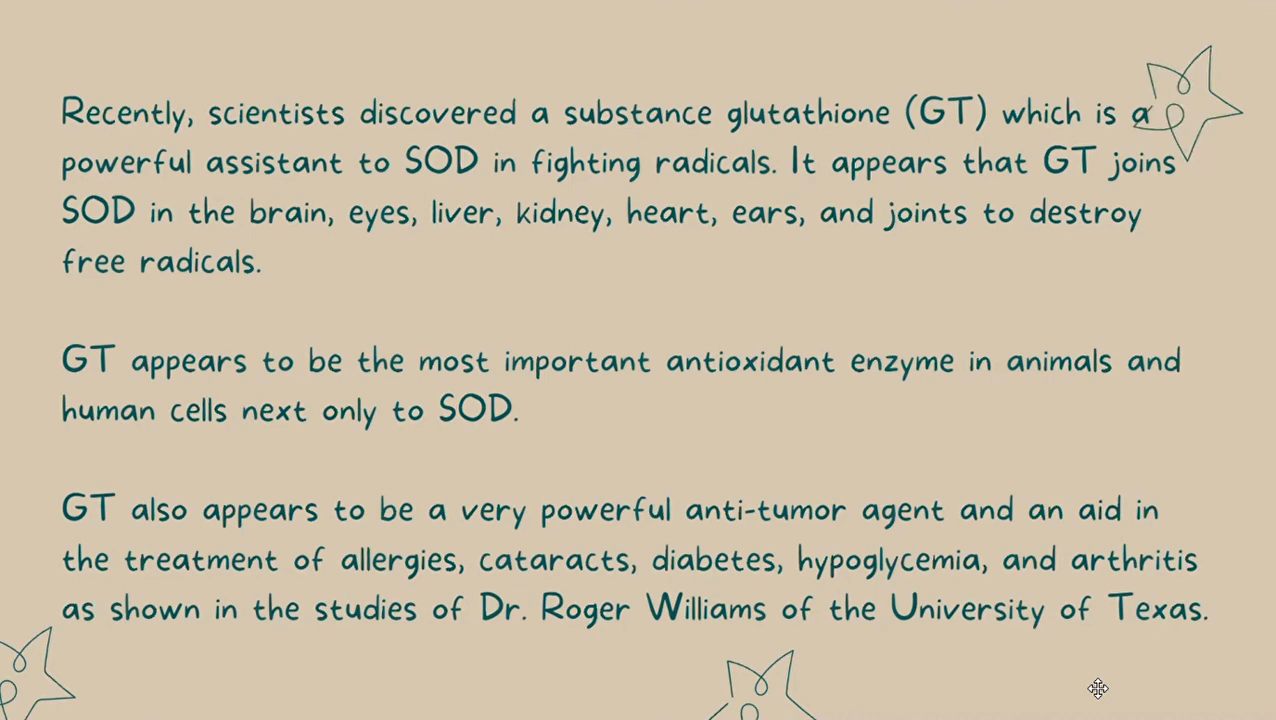 Recently, scientists discovered a substance glutathione (GT) which is a
powerful assistant to SOD in fighting radicals. It appears that GT joins
SOD in the brain, eyes, liver, kidney, heart, ears, and joints to destroy
free radicals.
GT appears to be the most important antioxidant enzyme in animals and
human cells next only to SOD.
GT also appears to be a very powerful anti-tumor agent and an aid in
the treatment of allergies, cataracts, diabetes, hypoglycemia, and arthritis
as shown in the studies of Dr. Roger Williams of the University of Texas.